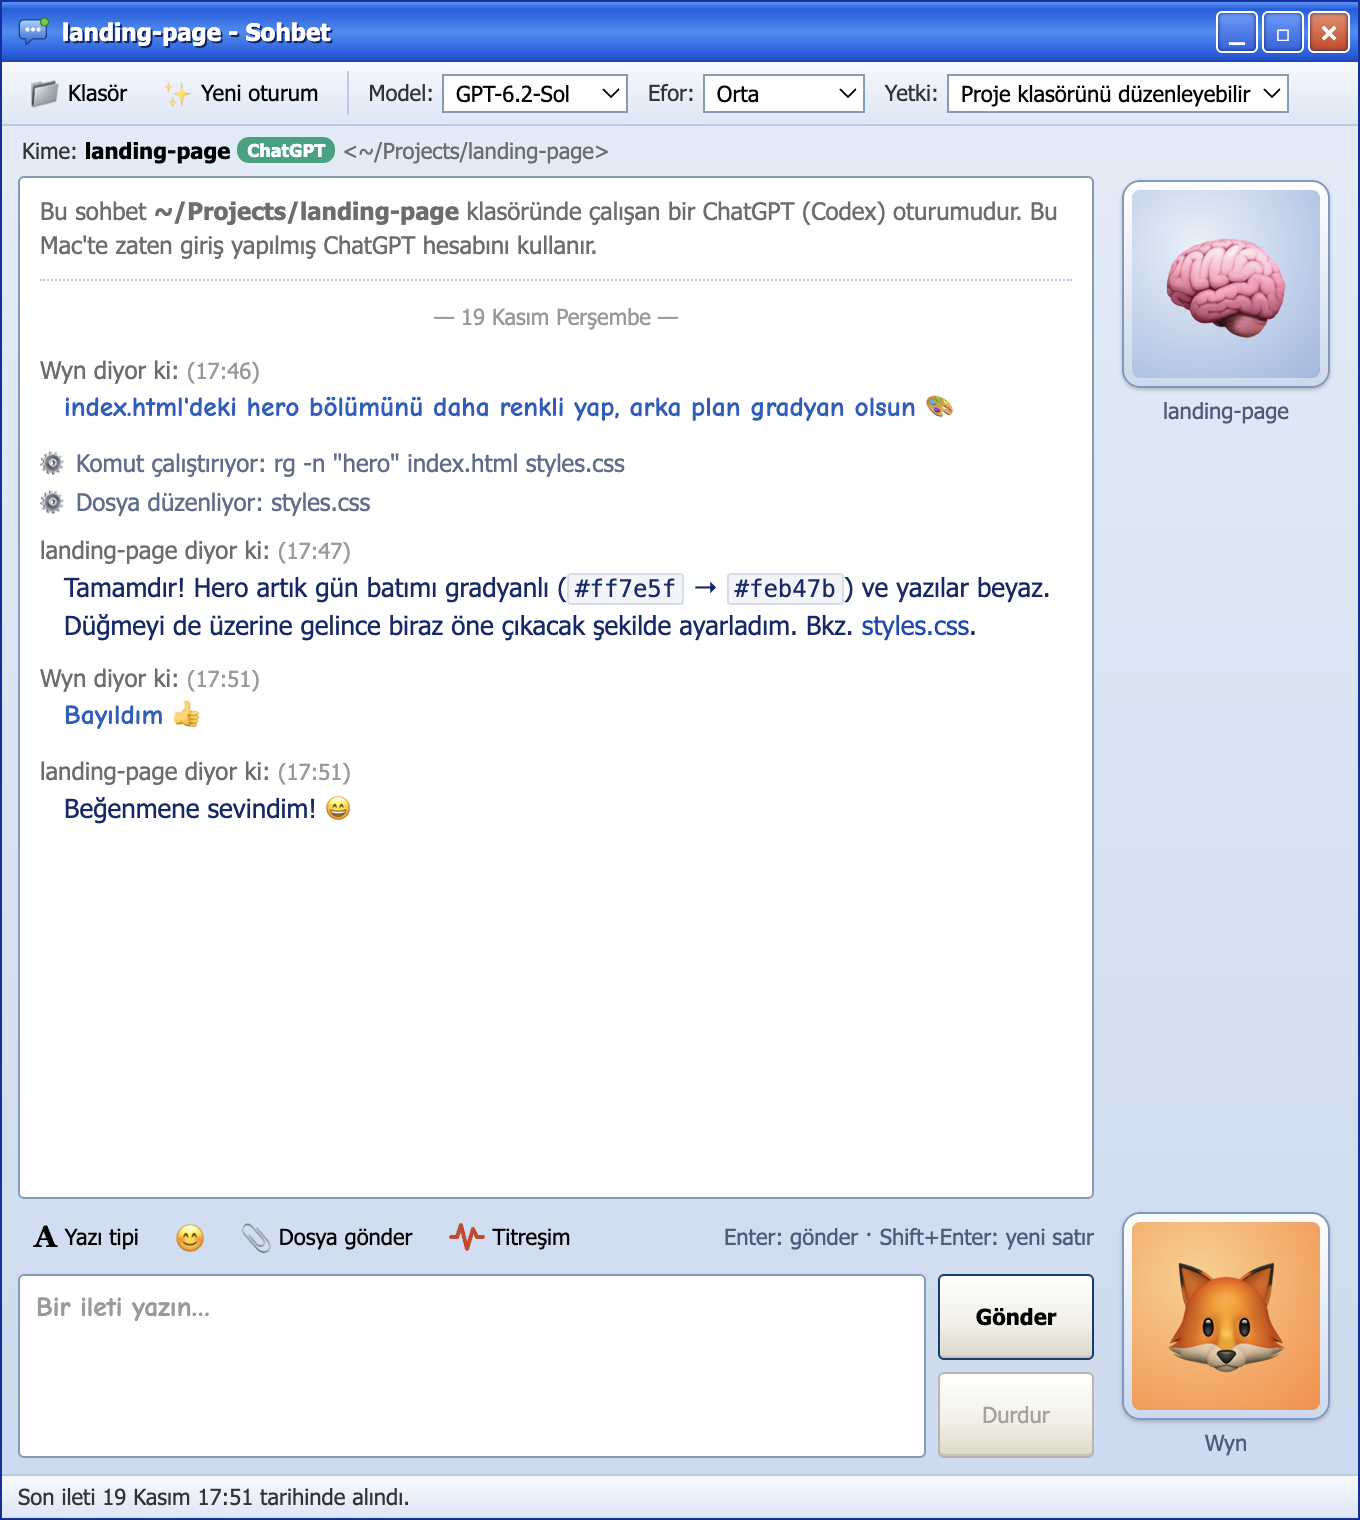 landing-page - Sohbet
Klasör Yeni oturum Model: GPT-6.2-Sol Efor: Orta Yetki: Proje klasörünü düzenleyebilir
Kime: landing-page ChatGPT <~/Projects/landing-page>
Bu sohbet ~/Projects/landing-page klasöründe çalışan bir ChatGPT (Codex) oturumudur. Bu
Mac'te zaten giriş yapılmış ChatGPT hesabını kullanır.
— 19 Kasım Perşembe —
Wyn diyor ki: (17:46)
index.html'deki hero bölümünü daha renkli yap, arka plan gradyan olsun 🎨
Komut çalıştırıyor: rg -n "hero" index.html styles.css
Dosya düzenliyor: styles.css
landing-page diyor ki: (17:47)
Tamamdır! Hero artık gün batımı gradyanlı (#ff7e5f → #feb47b) ve yazılar beyaz.
Düğmeyi de üzerine gelince biraz öne çıkacak şekilde ayarladım. Bkz. styles.css.
Wyn diyor ki: (17:51)
Bayıldım 👍
landing-page diyor ki: (17:51)
Beğenmene sevindim! 😄
landing-page
A Yazı tipi 😊 Dosya gönder Titreşim Enter: gönder · Shift+Enter: yeni satır
Bir ileti yazın...
Gönder
Durdur
Wyn
Son ileti 19 Kasım 17:51 tarihinde alındı.